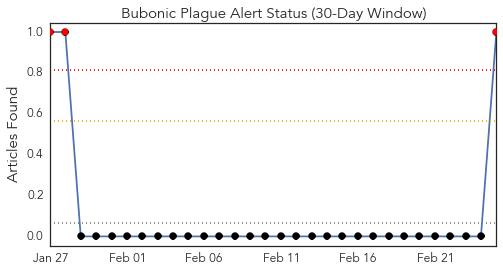 Bubonic Plague Alert Status (30-Day Window)
Articles Found
1.0
0.8
0.6
0.4
0.2
0.0
Jan 27 Feb 01 Feb 06 Feb 11 Feb 16 Feb 21